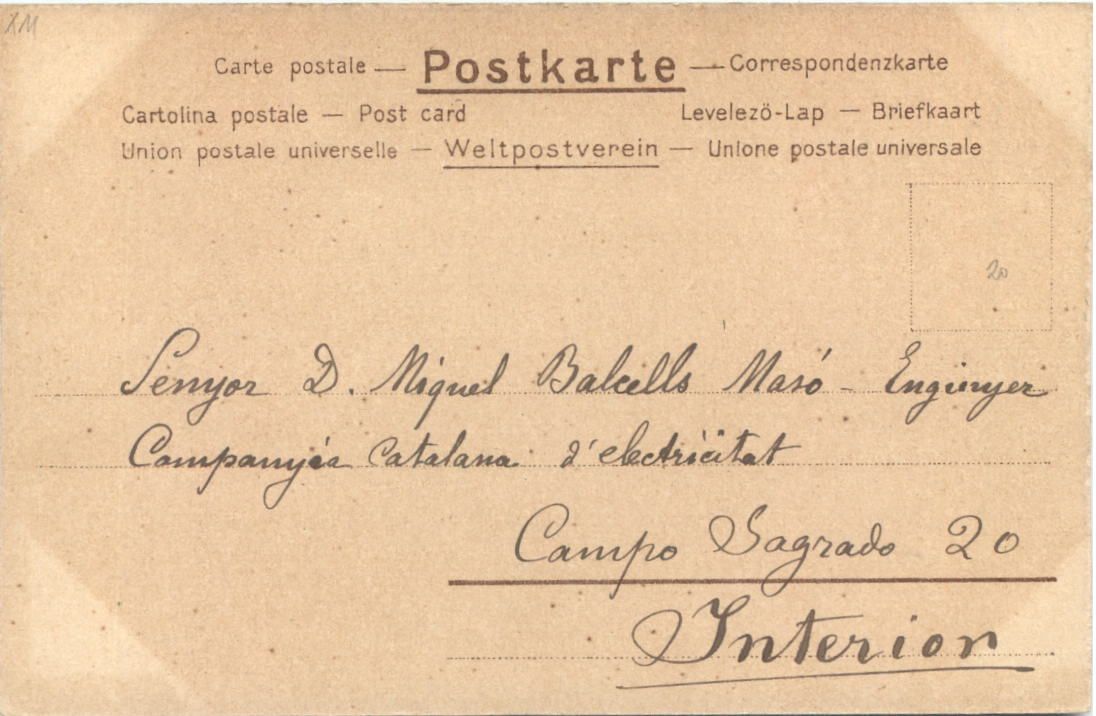 XM
Carte postale — Postkarte — Correspondenzkarte
Cartolina postale — Post card Levelezö-Lap — Briefkaart
Union postale universelle — Weltpostverein — Unione postale universale
20
Senyor D. Miquel Balcells Masó - Enginyer
Companyía Catalana d'electricitat
Campo Sagrado 20
Interior